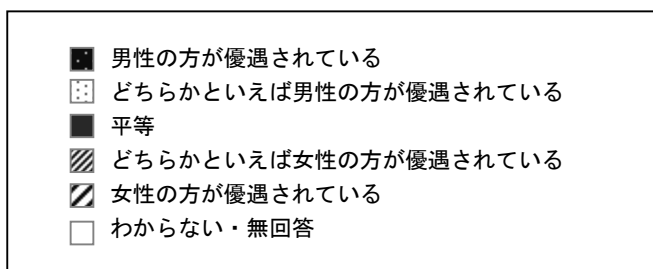 男性の方が優遇されている
どちらかといえば男性の方が優遇されている
平等
どちらかといえば女性の方が優遇されている
女性の方が優遇されている
わからない・無回答